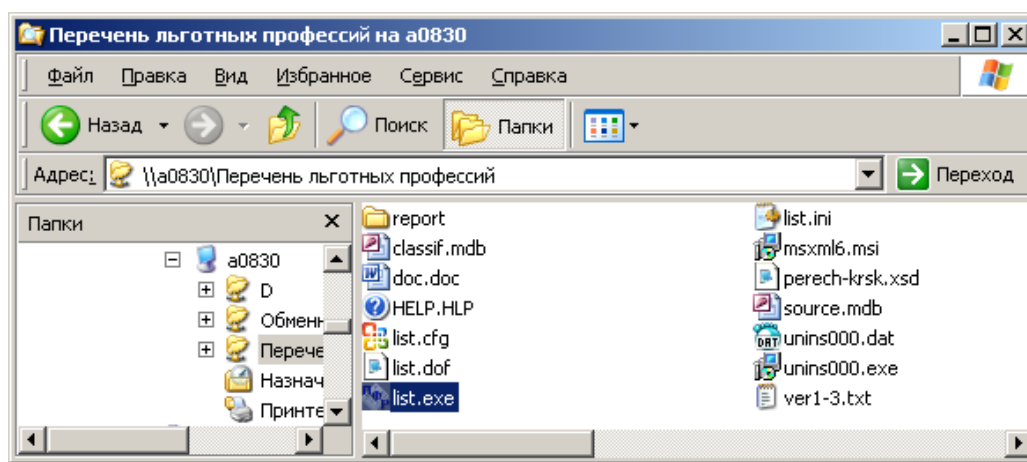 Перечень льготных профессий на a0830
Файл Правка Вид Избранное Сервис Справка
Назад Поиск Папки
Адрес: \\a0830\Перечень льготных профессий Переход
Папки
a0830
D
Обменн
Перече
Назнач
Принте
report
classif.mdb
doc.doc
HELP.HLP
list.cfg
list.dof
list.exe
list.ini
msxml6.msi
perech-krsk.xsd
source.mdb
unins000.dat
unins000.exe
ver1-3.txt